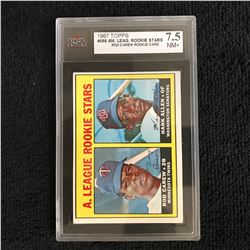 KSA
1967 TOPPS
#569 AM. LEAG. ROOKIE STARS
ROD CAREW ROOKIE CARD
7.5
NM+
A. LEAGUE ROOKIE STARS
HANK ALLEN • OF
WASHINGTON SENATORS
ROD CAREW • 2B
MINNESOTA TWINS